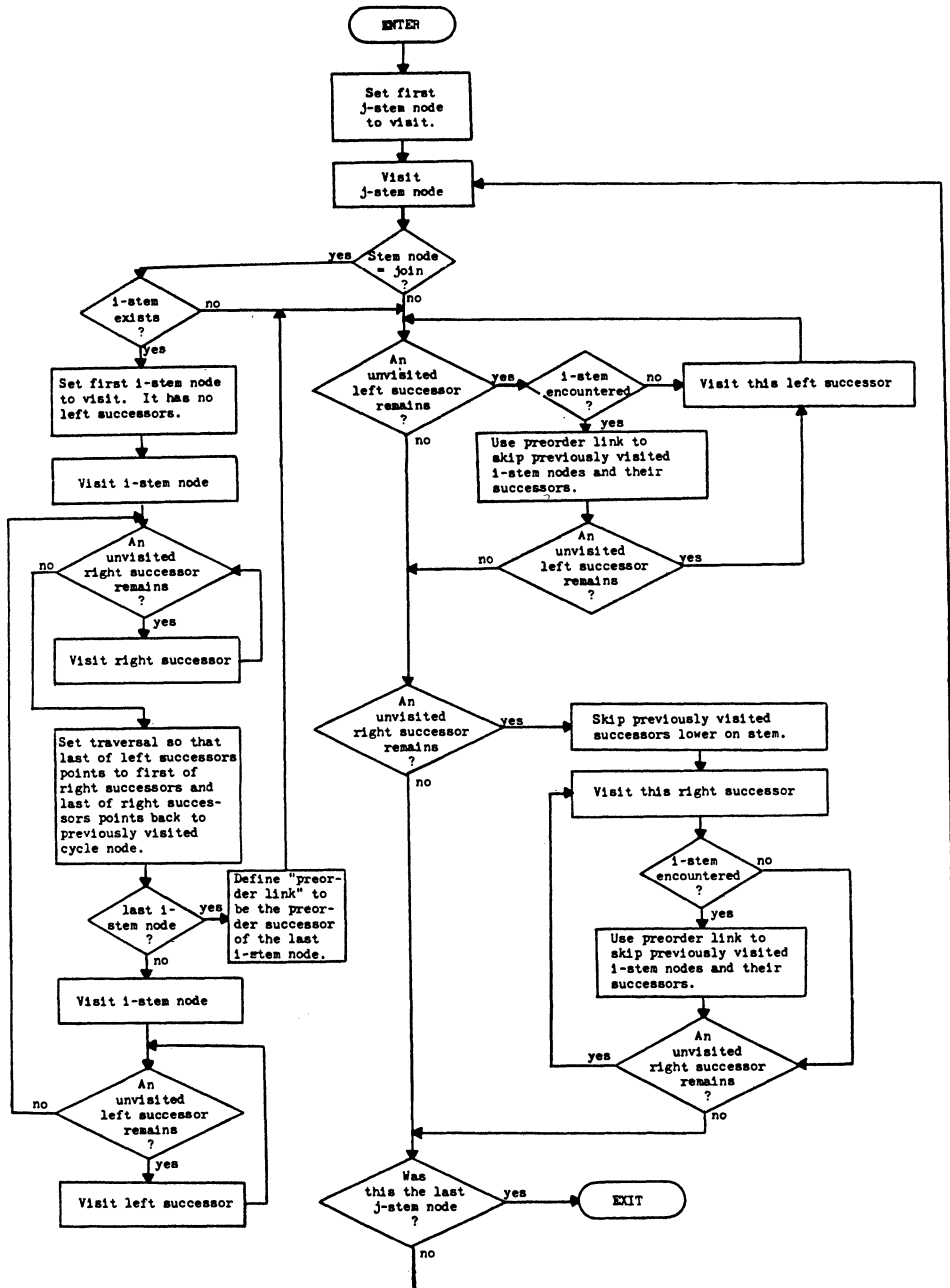 ENTER
Set first
j-stem node
to visit.
Visit
j-stem node
Stem node
= join
?
yes
no
i-stem
exists
?
no
yes
Set first i-stem node
to visit. It has no
left successors.
Visit i-stem node
An
unvisited
right successor
remains
?
no
yes
Visit right successor
Set traversal so that
last of left successors
points to first of
right successors and
last of right succes-
sors points back to
previously visited
cycle node.
last i-
stem node
?
yes
no
Define "preor-
der link" to
be the preor-
der successor
of the last
i-stem node.
Visit i-stem node
An
unvisited
left successor
remains
?
no
yes
Visit left successor
An
unvisited
left successor
remains
?
yes
no
i-stem
encountered
?
no
yes
Visit this left successor
Use preorder link to
skip previously visited
i-stem nodes and their
successors.
An
unvisited
left successor
remains
?
no
yes
An
unvisited
right successor
remains
?
yes
no
Skip previously visited
successors lower on stem.
Visit this right successor
i-stem
encountered
?
no
yes
Use preorder link to
skip previously visited
i-stem nodes and their
successors.
An
unvisited
right successor
remains
?
yes
no
Was
this the last
j-stem node
?
yes
no
EXIT